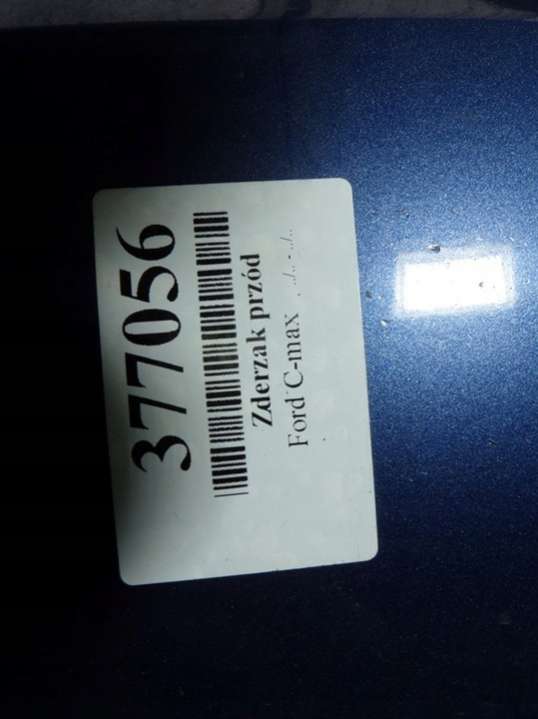 377056
Zderzak przód
Ford C-max ../.. - ../..